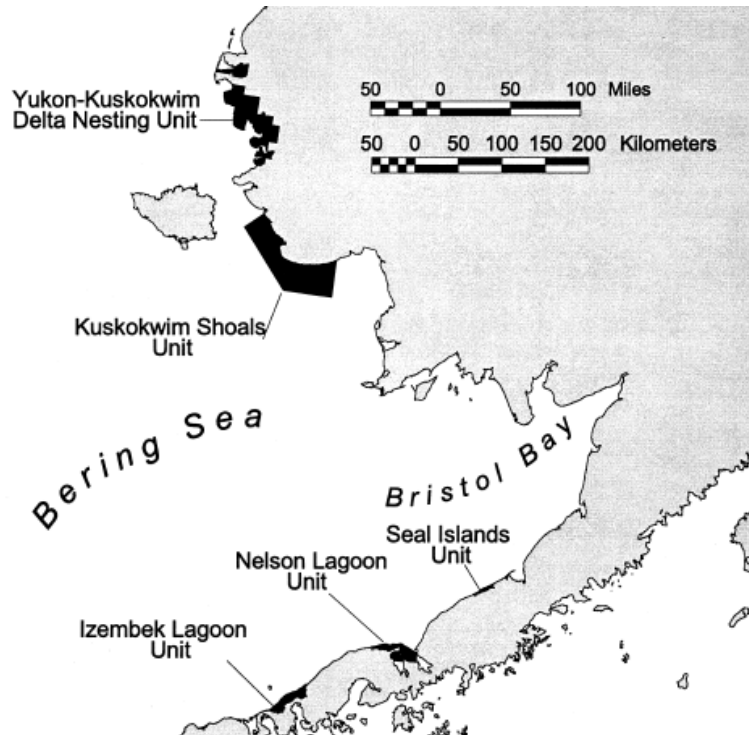 Yukon-Kuskokwim
Delta Nesting Unit
50 0 50 100 Miles
50 0 50 100 150 200 Kilometers
Kuskokwim Shoals
Unit
Bering Sea
Bristol Bay
Seal Islands
Unit
Nelson Lagoon
Unit
Izembek Lagoon
Unit